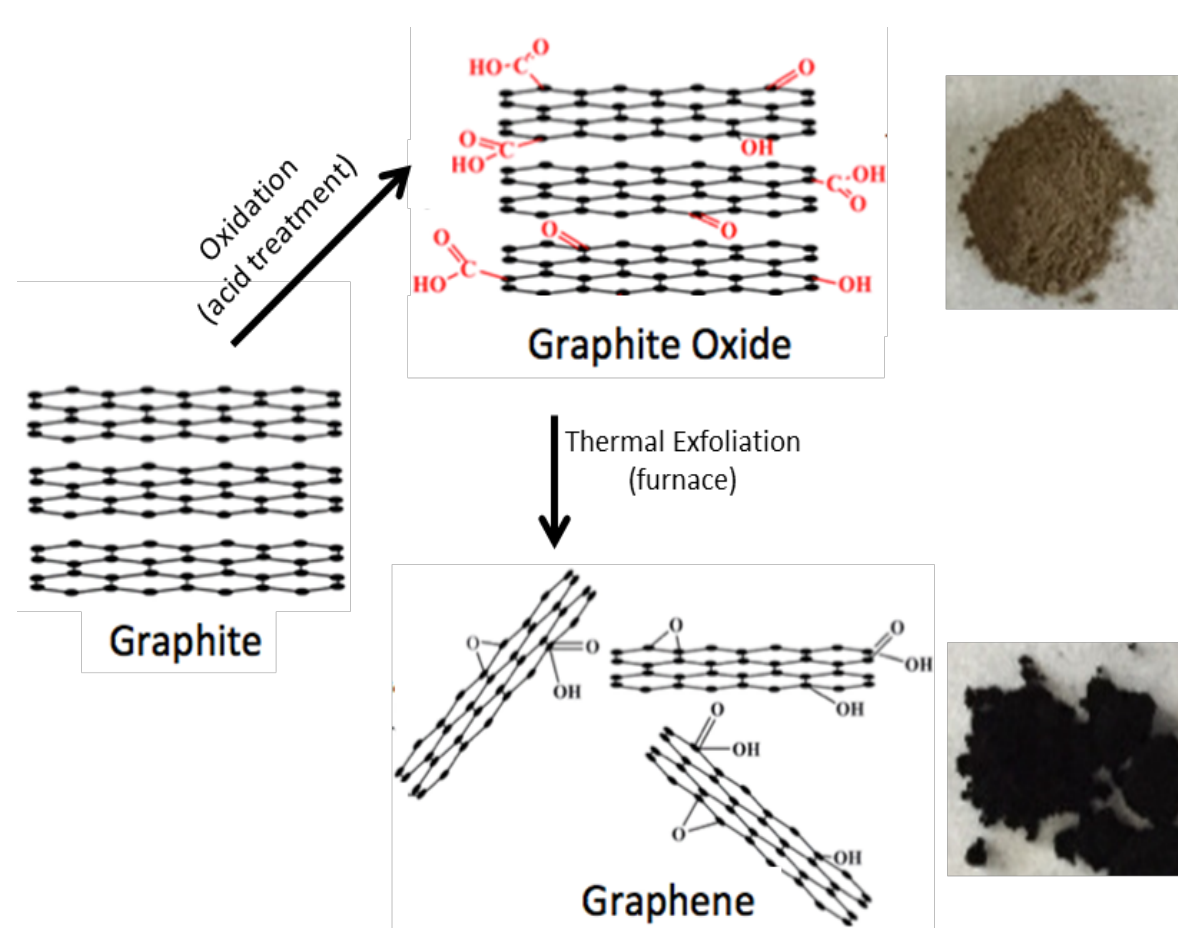 O
HO-C
O
O
C
HO
OH
C
OH
O
O
O
O
C
HO
OH
Graphite Oxide
Oxidation
(acid treatment)
Thermal Exfoliation
(furnace)
Graphite
O
O
OH
O
O
OH
OH
O
OH
O
OH
Graphene